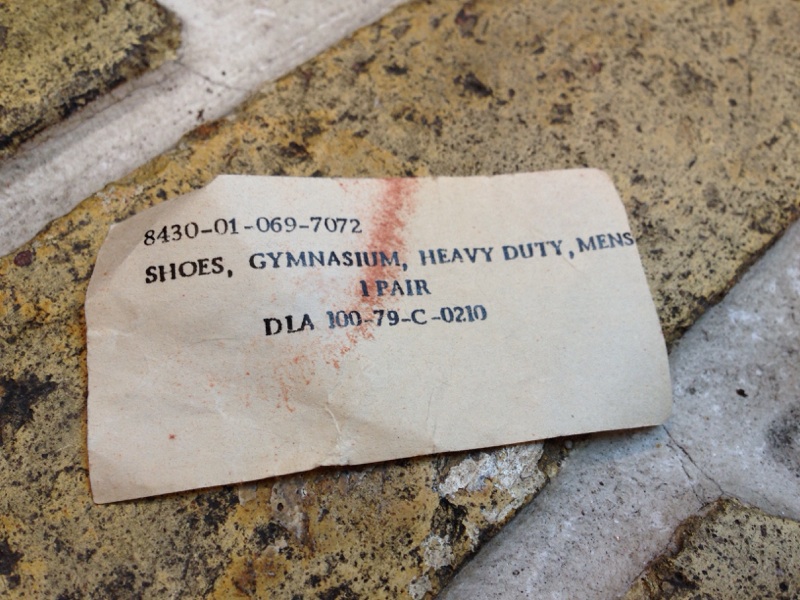 8430-01-069-7072
SHOES, GYMNASIUM, HEAVY DUTY, MENS
1 PAIR
DLA 100-79-C-0210